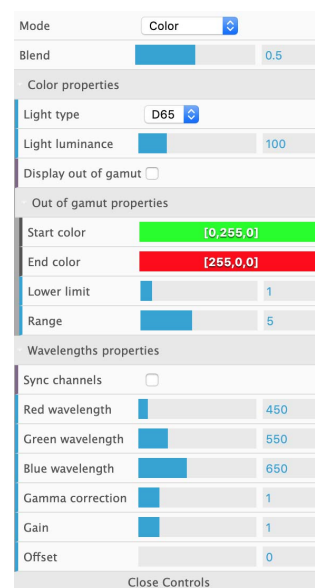 Mode Color
Blend 0.5
Color properties
Light type D65
Light luminance 100
Display out of gamut
Out of gamut properties
Start color [0,255,0]
End color [255,0,0]
Lower limit 1
Range 5
Wavelengths properties
Sync channels
Red wavelength 450
Green wavelength 550
Blue wavelength 650
Gamma correction 1
Gain 1
Offset 0
Close Controls